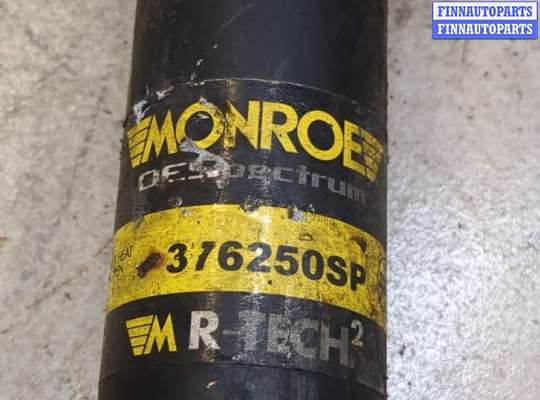 FINNAUTOPARTS
FINNAUTOPARTS
MONROE
OESpectrum
376250SP
M R-TECH²